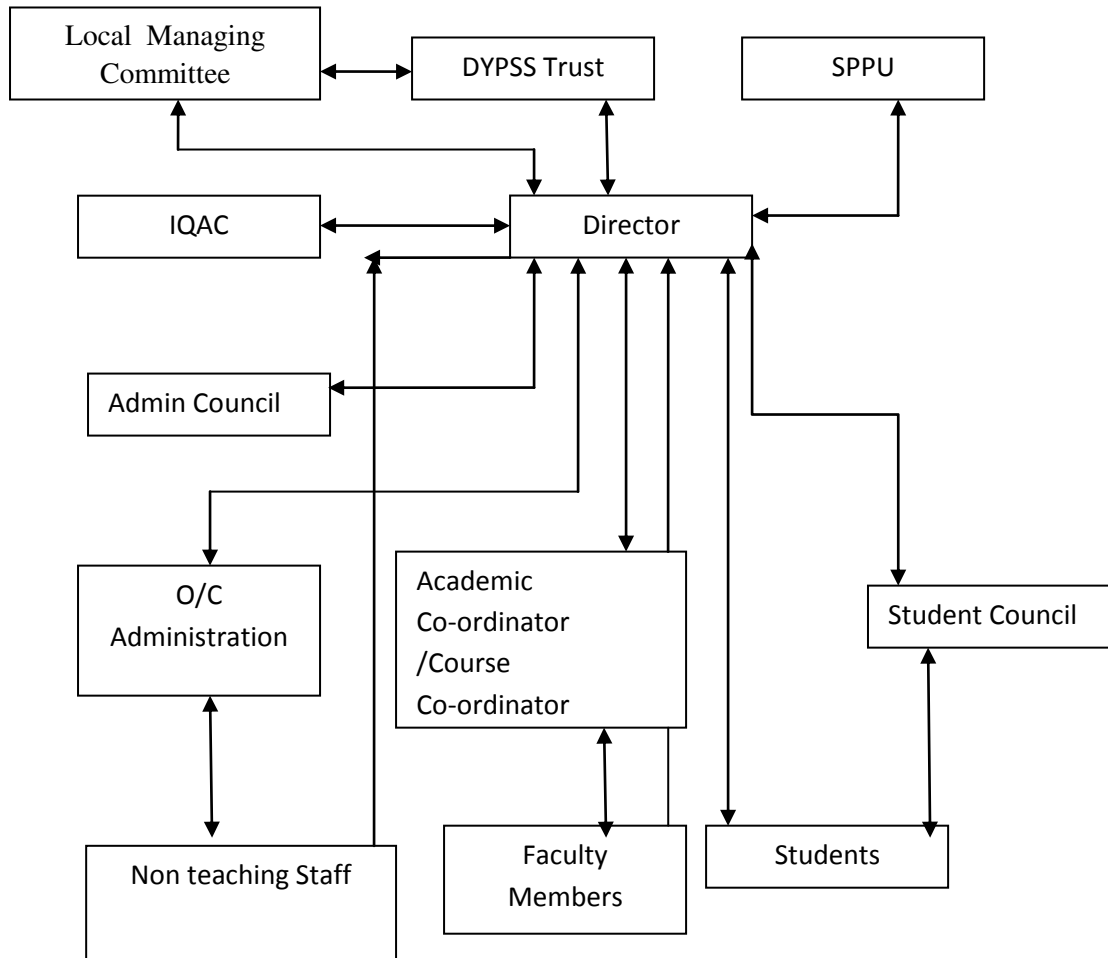 Local Managing
Committee
DYPSS Trust
SPPU
IQAC
Director
Admin Council
O/C
Administration
Academic
Co-ordinator
/Course
Co-ordinator
Student Council
Non teaching Staff
Faculty
Members
Students